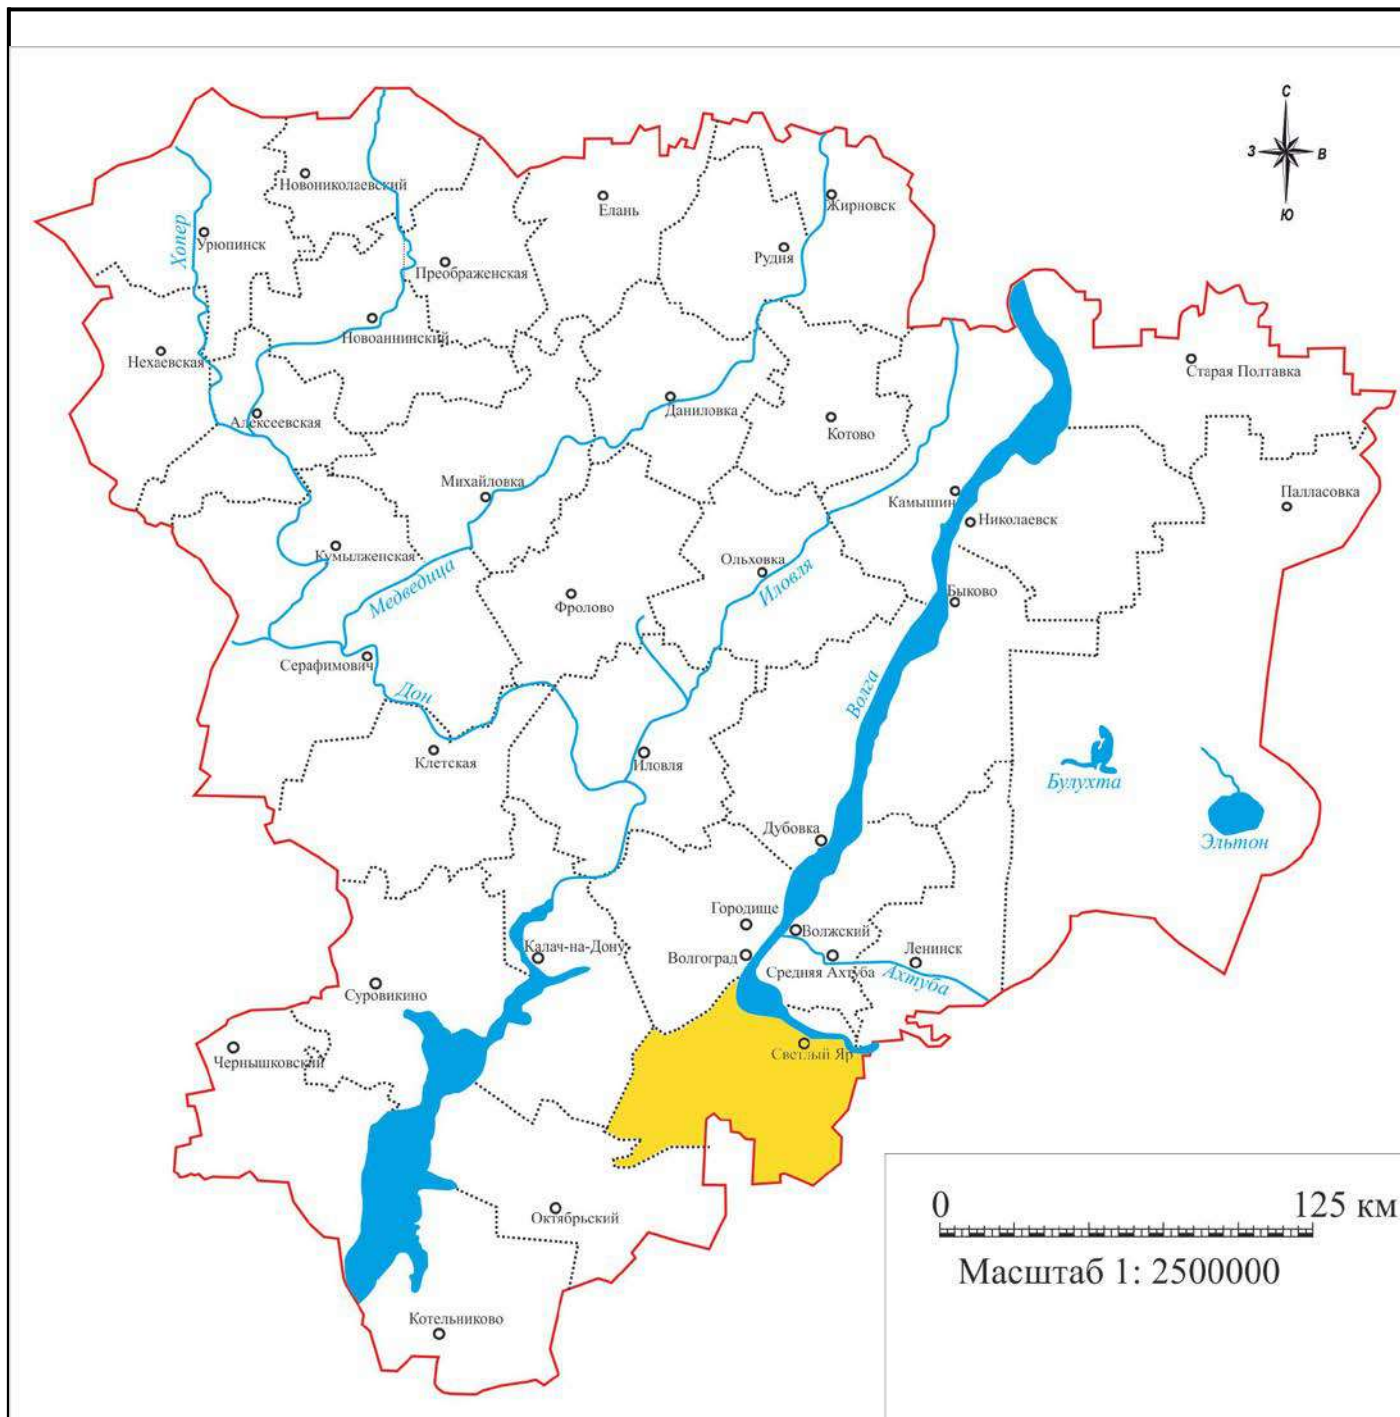 С
З
В
Ю
Новониколаевский
Елань
Жирновск
Хопер
Урюпинск
Рудня
Преображенская
Новоаннинский
Нехаевская
Старая Полтавка
Алексеевская
Даниловка
Котово
Михайловка
Камышин
Палласовка
Николаевск
Кумылженская
Медведица
Ольховка
Иловля
Фролово
Быково
Серафимович
Дон
Волга
Клетская
Иловля
Булухта
Дубовка
Эльтон
Городище
Волжский
Калач-на-Дону
Волгоград
Средняя Ахтуба
Ленинск
Ахтуба
Суровикино
Светлый Яр
Чернышковский
Октябрьский
0
125 км
Масштаб 1: 2500000
Котельниково